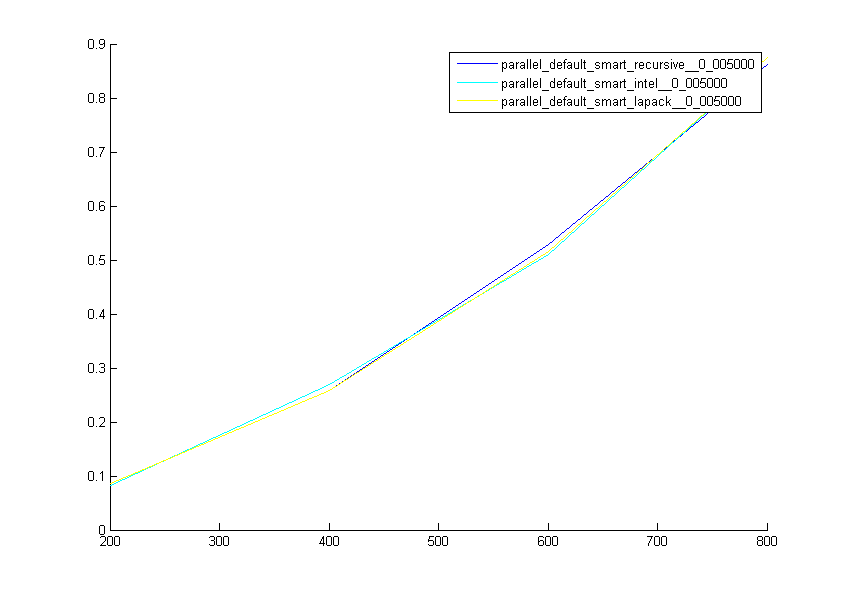 0.9
0.8
0.7
0.6
0.5
0.4
0.3
0.2
0.1
0
200 300 400 500 600 700 800
parallel_default_smart_recursive__0_005000
parallel_default_smart_intel__0_005000
parallel_default_smart_lapack__0_005000